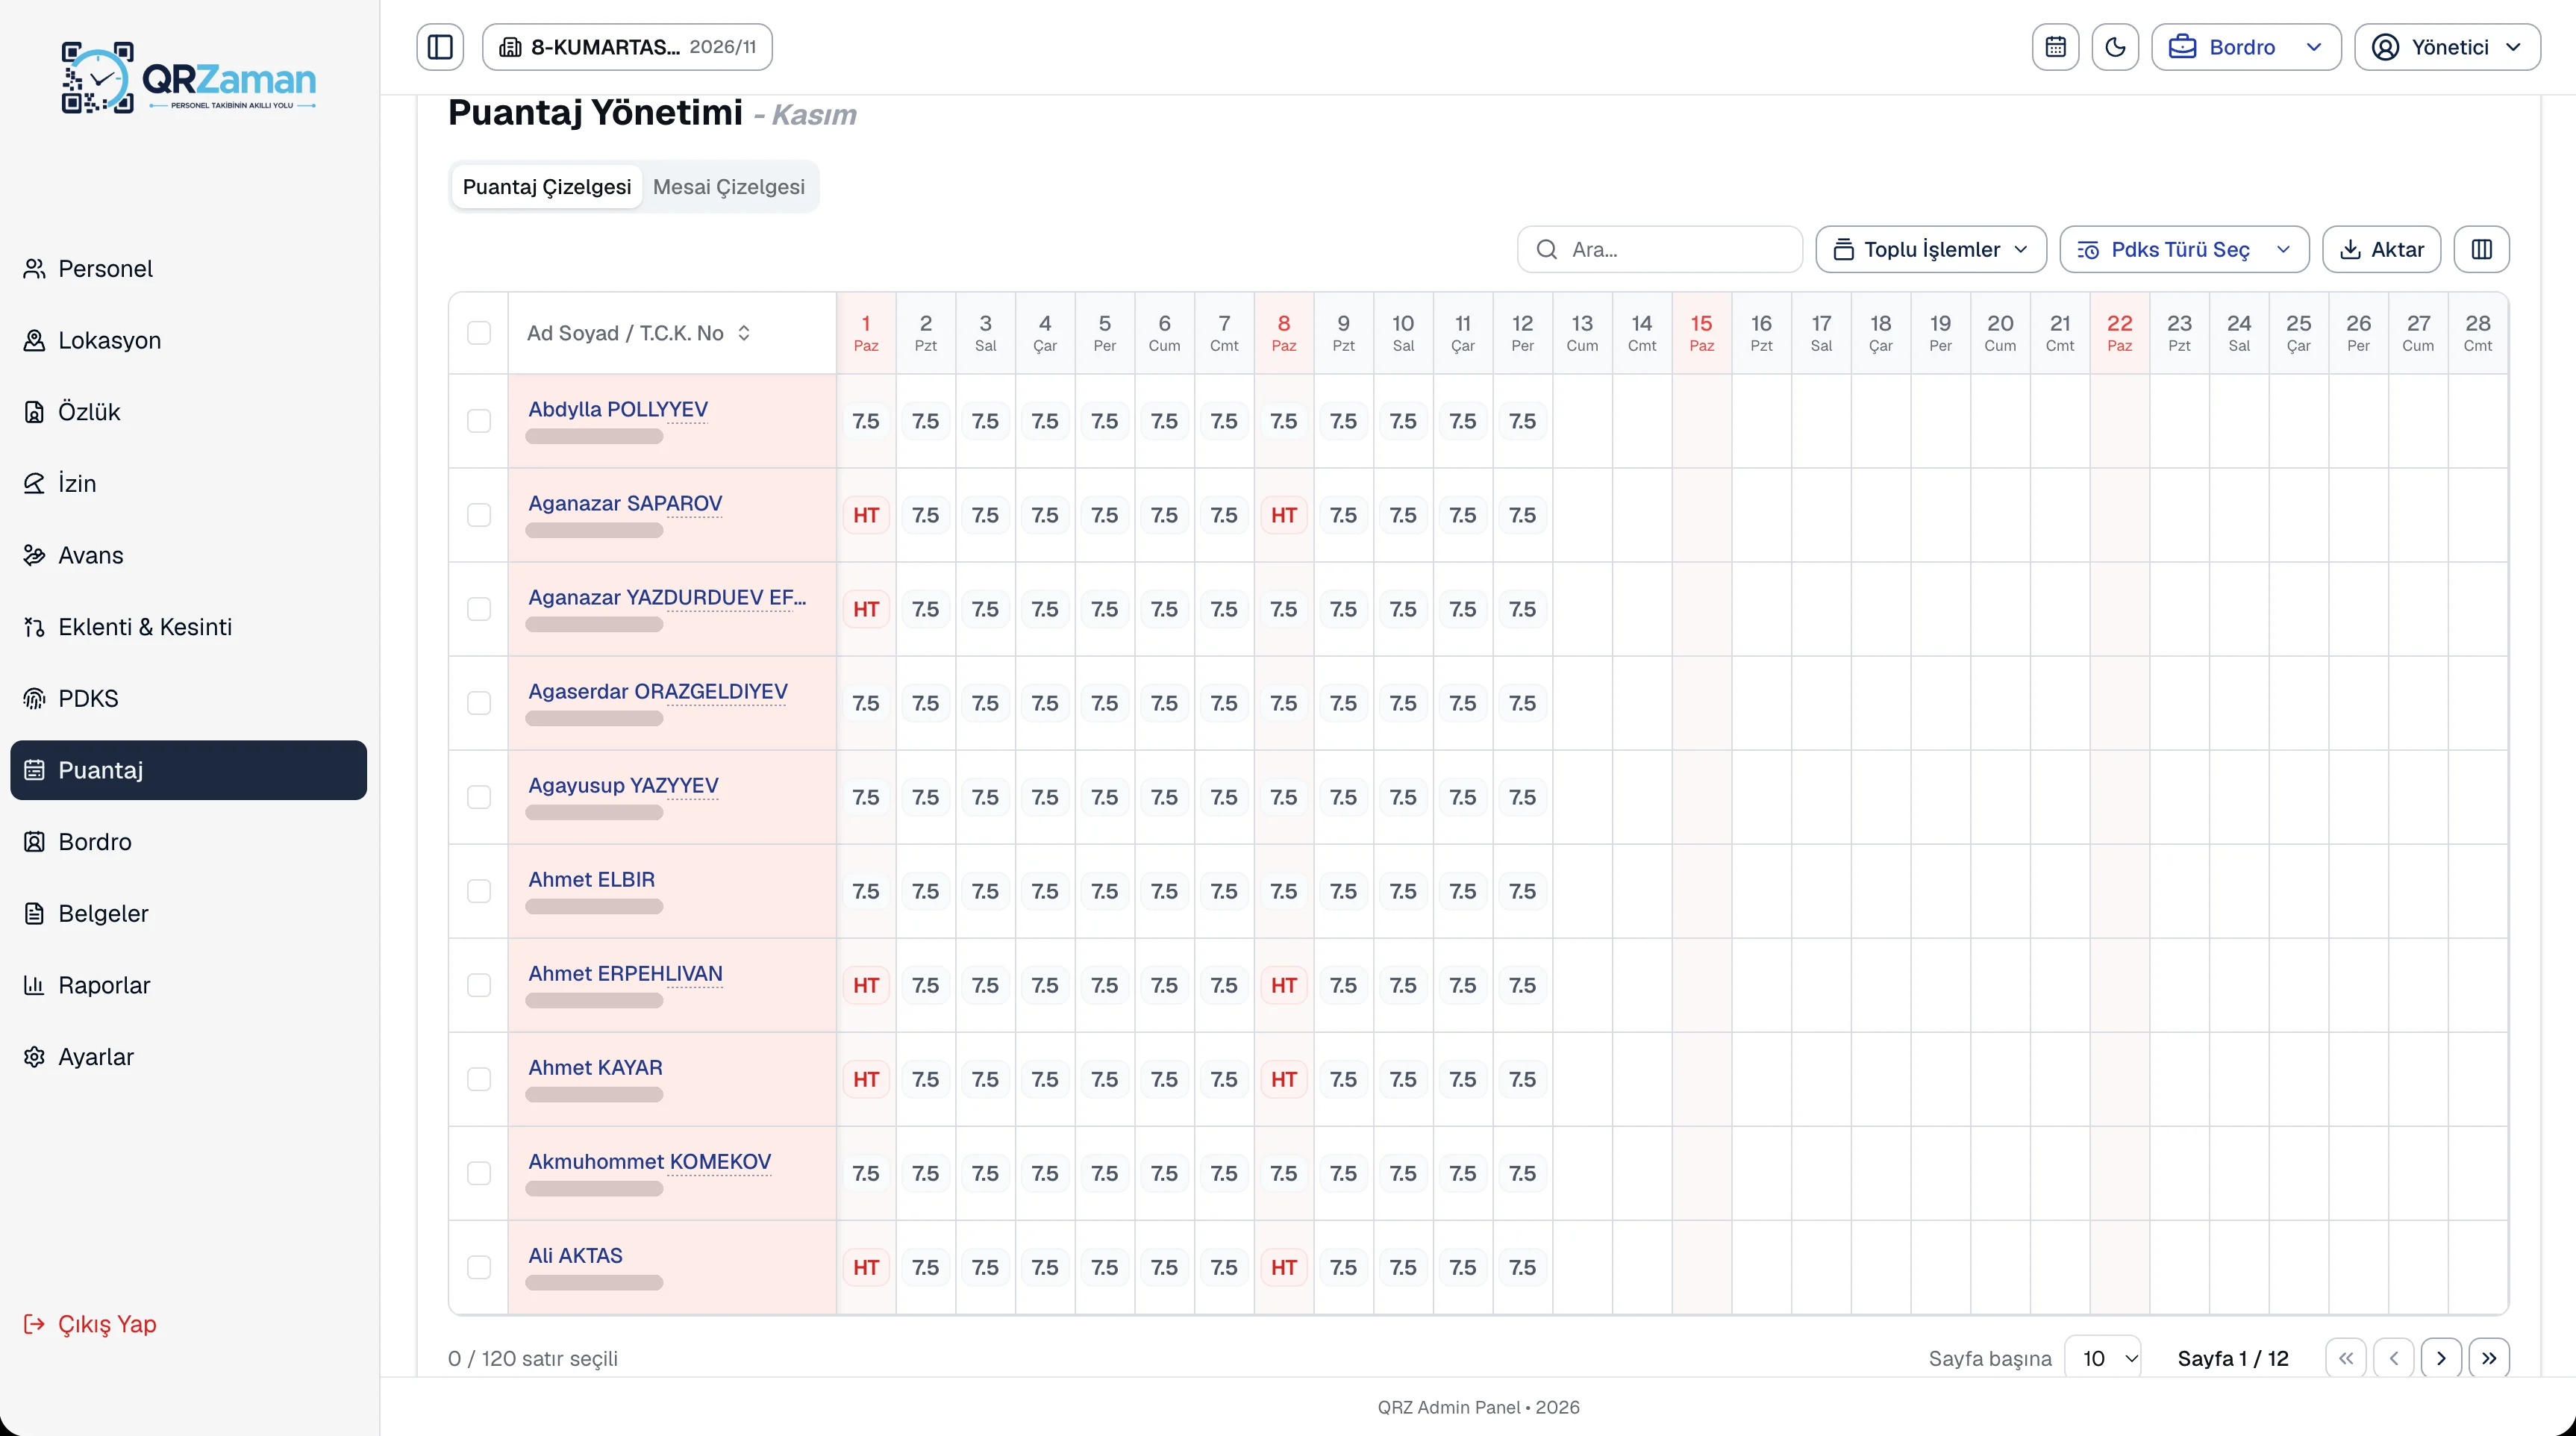 QRZaman
PERSONEL TAKİBİNİN AKILLI YOLU
Personel
Lokasyon
Özlük
İzin
Avans
Eklenti & Kesinti
PDKS
Puantaj
Bordro
Belgeler
Raporlar
Ayarlar
Çıkış Yap
8-KUMARTAS... 2026/11
Bordro
Yönetici
Puantaj Yönetimi - Kasım
Puantaj Çizelgesi Mesai Çizelgesi
Ara... Toplu İşlemler Pdks Türü Seç Aktar
Ad Soyad / T.C.K. No 1 2 3 4 5 6 7 8 9 10 11 12 13 14 15 16 17 18 19 20 21 22 23 24 25 26 27 28
Paz Pzt Sal Çar Per Cum Cmt Paz Pzt Sal Çar Per Cum Cmt Paz Pzt Sal Çar Per Cum Cmt Paz Pzt Sal Çar Per Cum Cmt
Abdylla POLLYYEV 7.5 7.5 7.5 7.5 7.5 7.5 7.5 7.5 7.5 7.5 7.5 7.5
Aganazar SAPAROV HT 7.5 7.5 7.5 7.5 7.5 7.5 HT 7.5 7.5 7.5 7.5
Aganazar YAZDURDUEV EF... HT 7.5 7.5 7.5 7.5 7.5 7.5 7.5 7.5 7.5 7.5 7.5
Agaserdar ORAZGELDIYEV 7.5 7.5 7.5 7.5 7.5 7.5 7.5 7.5 7.5 7.5 7.5 7.5
Agayusup YAZYYEV 7.5 7.5 7.5 7.5 7.5 7.5 7.5 7.5 7.5 7.5 7.5 7.5
Ahmet ELBIR 7.5 7.5 7.5 7.5 7.5 7.5 7.5 7.5 7.5 7.5 7.5 7.5
Ahmet ERPEHLIVAN HT 7.5 7.5 7.5 7.5 7.5 7.5 HT 7.5 7.5 7.5 7.5
Ahmet KAYAR HT 7.5 7.5 7.5 7.5 7.5 7.5 HT 7.5 7.5 7.5 7.5
Akmuhommet KOMEKOV 7.5 7.5 7.5 7.5 7.5 7.5 7.5 7.5 7.5 7.5 7.5 7.5
Ali AKTAS HT 7.5 7.5 7.5 7.5 7.5 7.5 HT 7.5 7.5 7.5 7.5
0 / 120 satır seçili Sayfa başına 10 Sayfa 1 / 12
QRZ Admin Panel • 2026